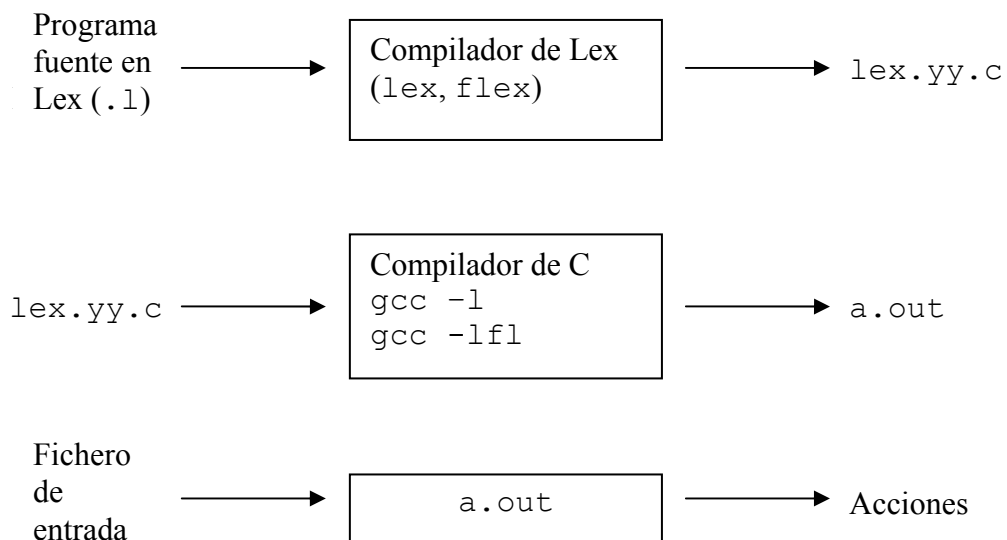 Programa
fuente en
Lex (.l)
Compilador de Lex
(lex, flex)
lex.yy.c
lex.yy.c
Compilador de C
gcc –l
gcc -lfl
a.out
Fichero
de
entrada
a.out
Acciones